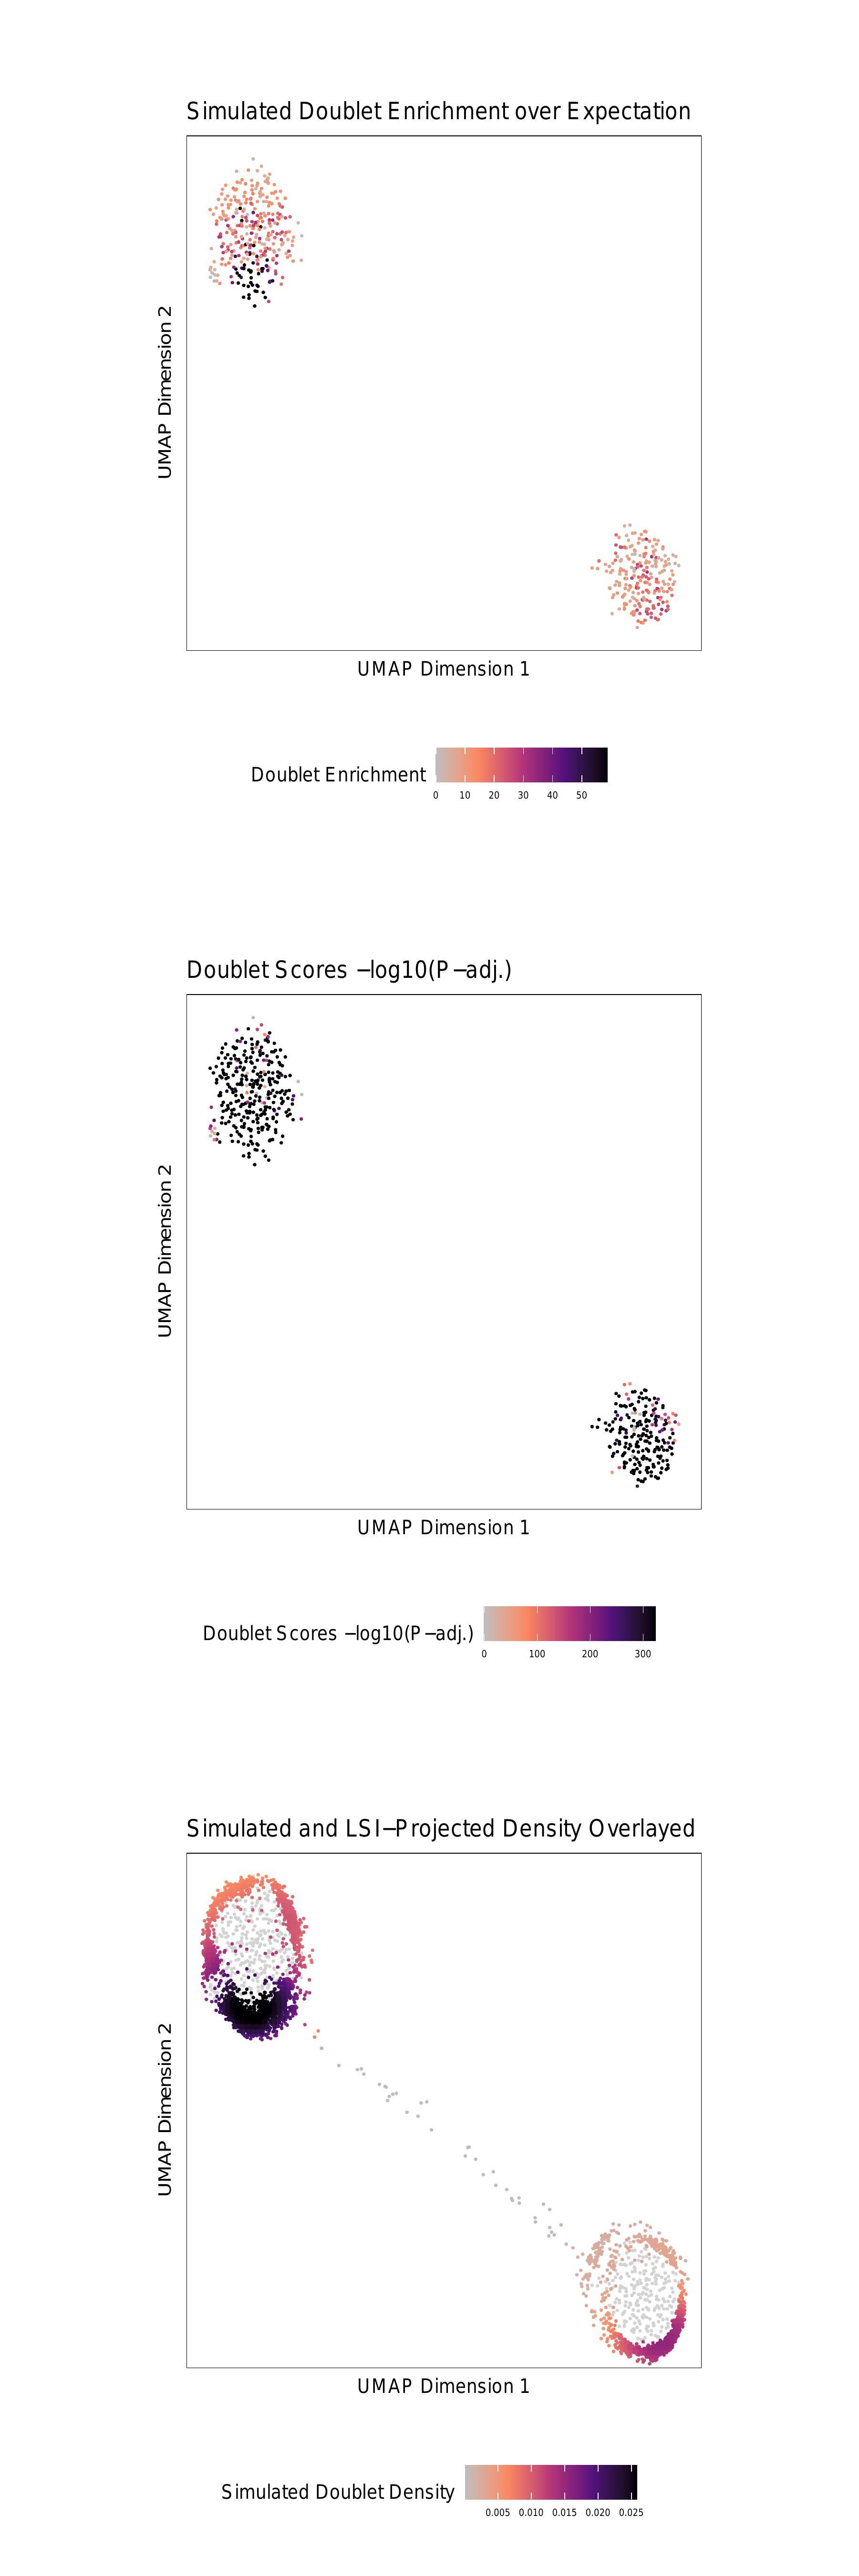 Simulated Doublet Enrichment over Expectation
UMAP Dimension 2
UMAP Dimension 1
Doublet Enrichment
0 10 20 30 40 50
Doublet Scores −log10(P−adj.)
UMAP Dimension 2
UMAP Dimension 1
Doublet Scores −log10(P−adj.)
0 100 200 300
Simulated and LSI−Projected Density Overlayed
UMAP Dimension 2
UMAP Dimension 1
Simulated Doublet Density
0.005 0.010 0.015 0.020 0.025